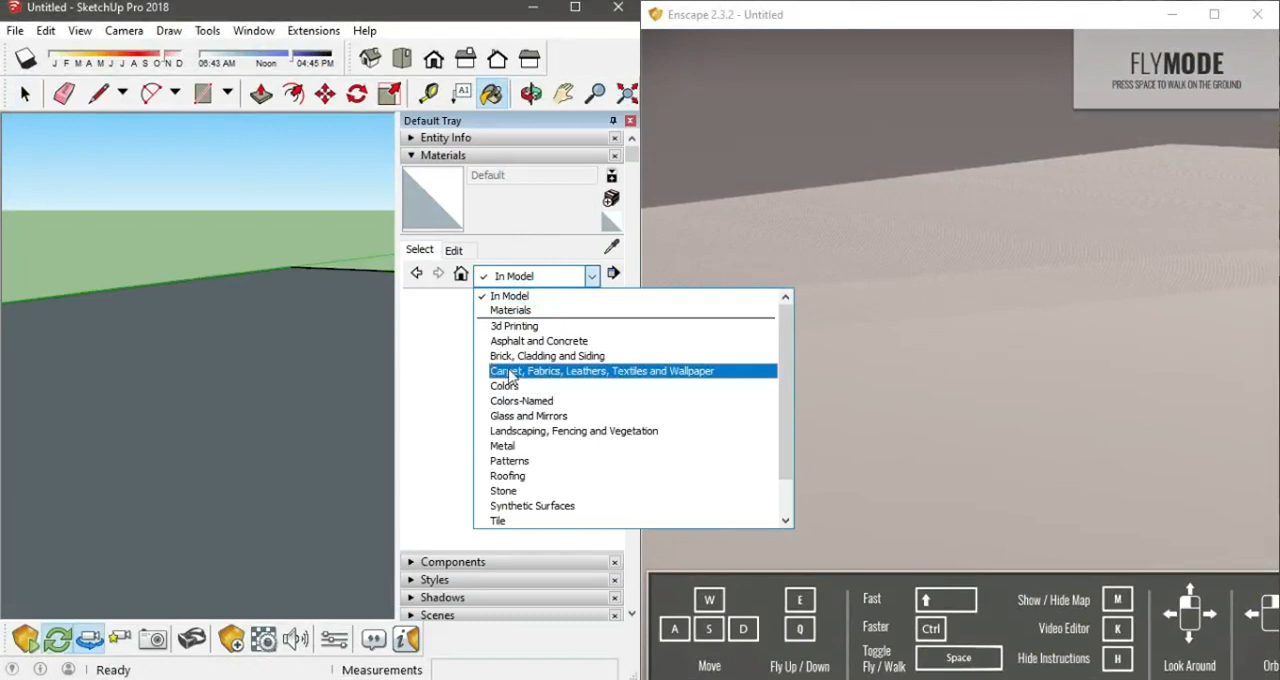 Untitled - SketchUp Pro 2018
File Edit View Camera Draw Tools Window Extensions Help
J F M A M J J A S O N D
06:43 AM Noon 04:45 PM
Default Tray
Entity Info
Materials
Default
Select Edit
In Model
In Model
Materials
3d Printing
Asphalt and Concrete
Brick, Cladding and Siding
Carpet, Fabrics, Leathers, Textiles and Wallpaper
Colors
Colors-Named
Glass and Mirrors
Landscaping, Fencing and Vegetation
Metal
Patterns
Roofing
Stone
Synthetic Surfaces
Tile
Components
Styles
Shadows
Scenes
Ready
Measurements
Enscape 2.3.2 - Untitled
FLYMODE
PRESS SPACE TO WALK ON THE GROUND
W
A S D
Move
E
Q
Fly Up / Down
Fast
Faster Ctrl
Toggle
Fly / Walk
Space
Show / Hide Map M
Video Editor K
Hide Instructions H
Look Around
Orb